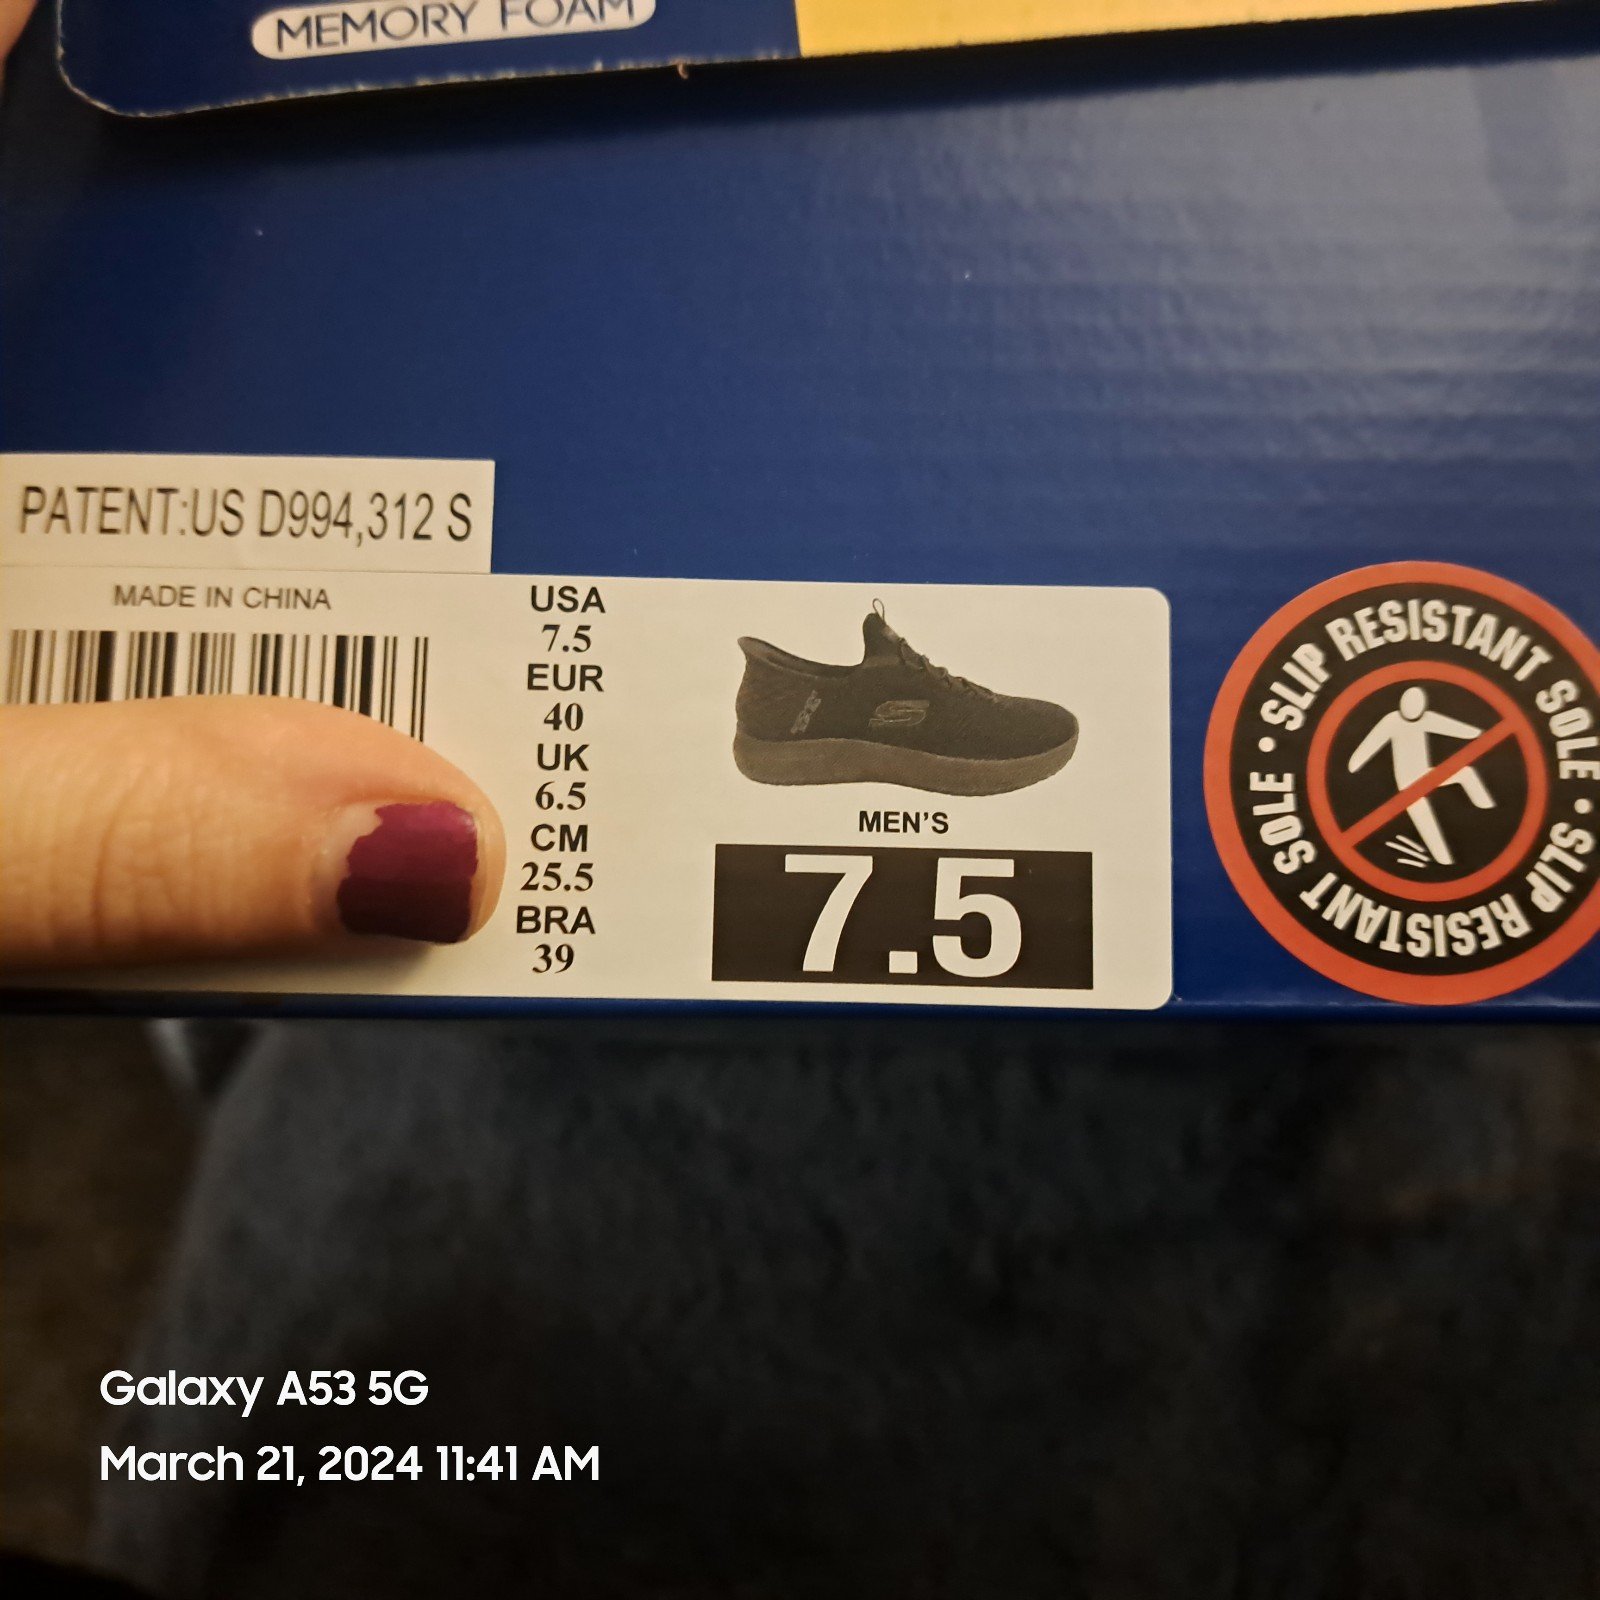 MEMORY FOAM
PATENT:US D994,312 S
MADE IN CHINA
USA
7.5
EUR
40
UK
6.5
CM
25.5
BRA
39
MEN'S
7.5
SLIP RESISTANT SOLE • SLIP RESISTANT SOLE •
Galaxy A53 5G
March 21, 2024 11:41 AM